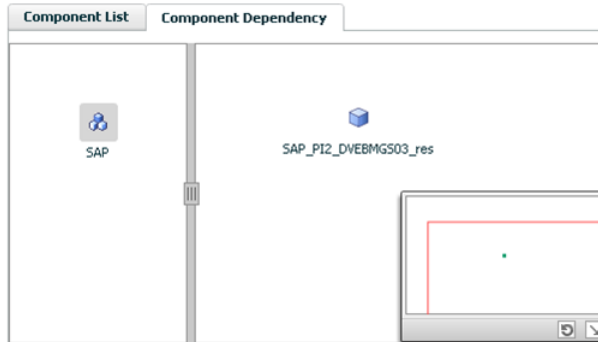 Component List
Component Dependency
SAP
SAP_PI2_DVEBMGS03_res